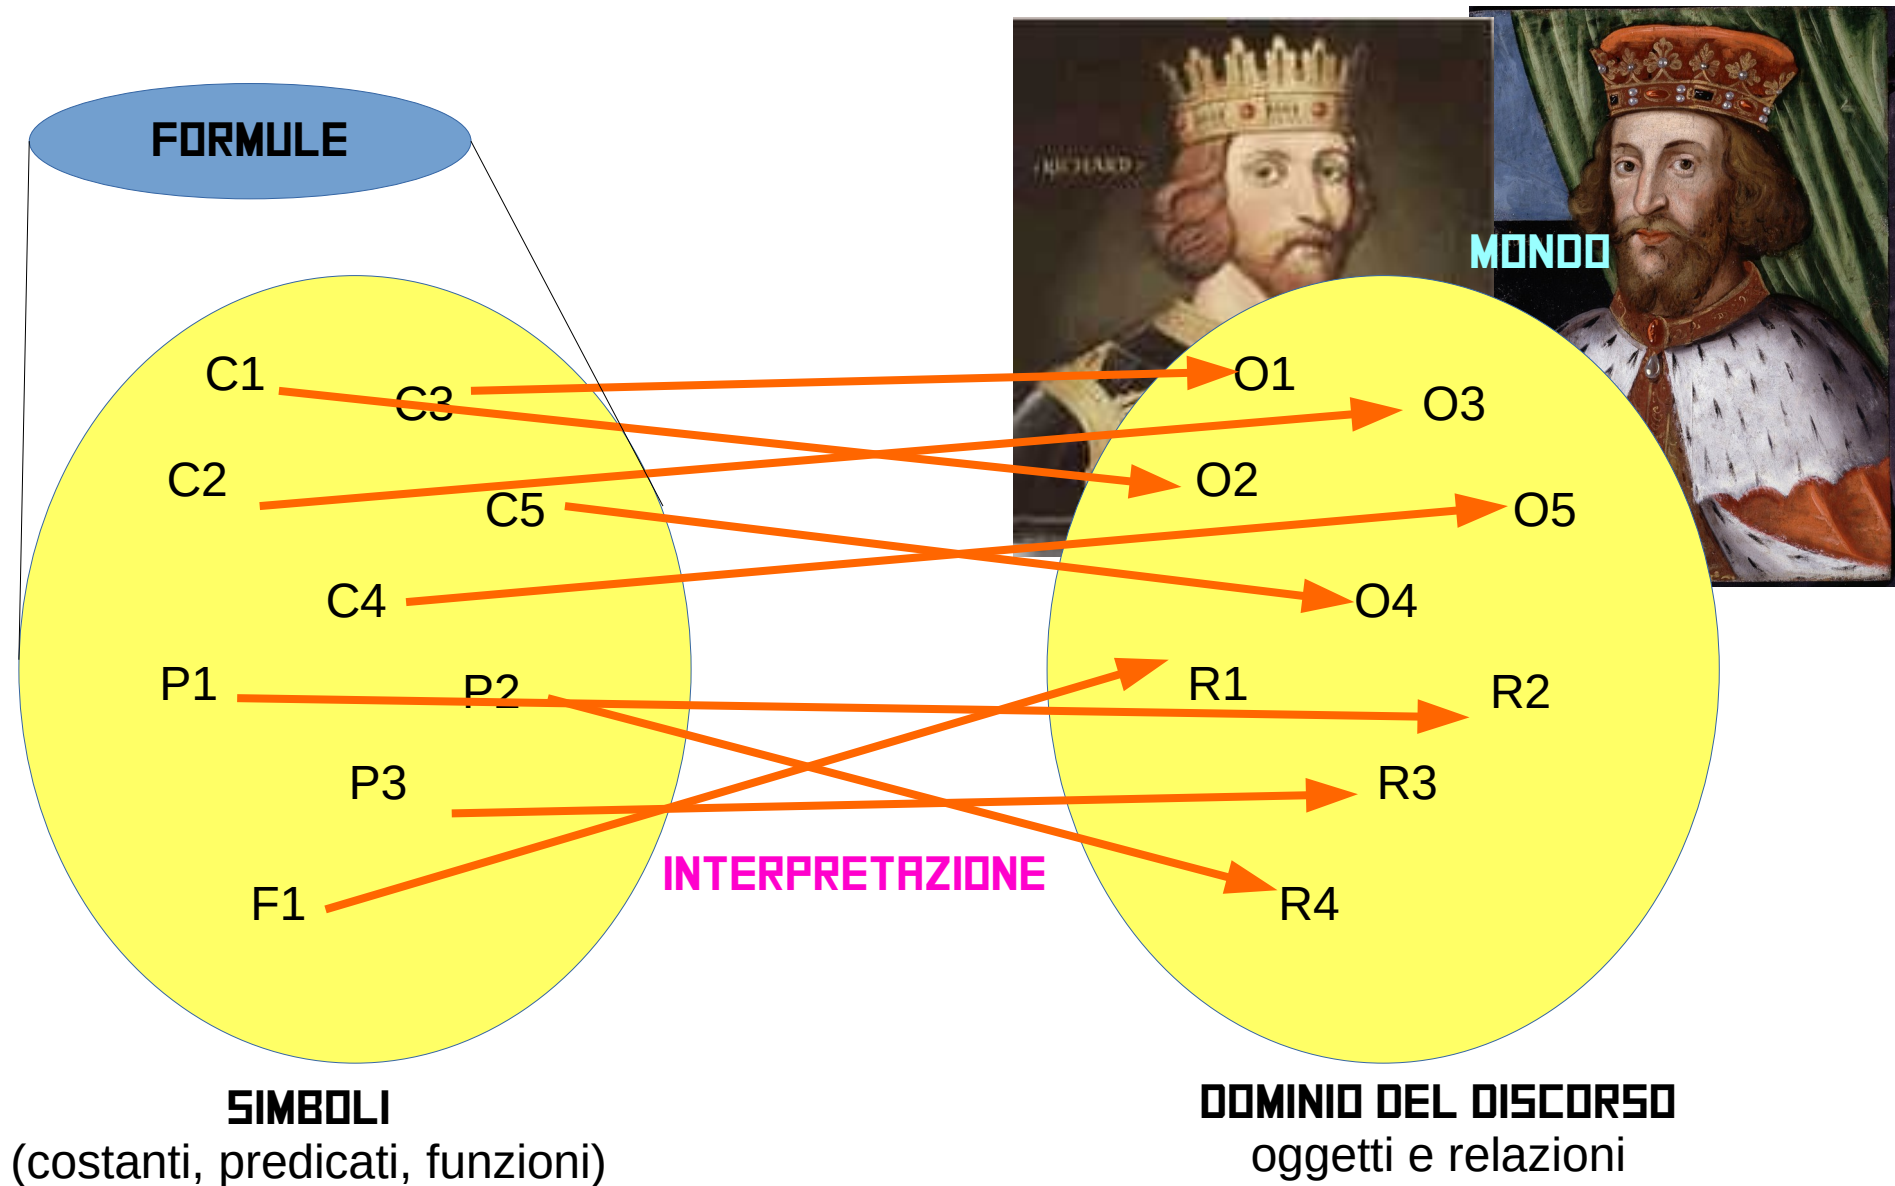 FORMULE
RICHARD
MONDO
C1
C3
C2
C5
C4
P1
P2
P3
F1
O1
O3
O2
O5
O4
R1
R2
R3
R4
INTERPRETAZIONE
SIMBOLI
(costanti, predicati, funzioni)
DOMINIO DEL DISCORSO
oggetti e relazioni